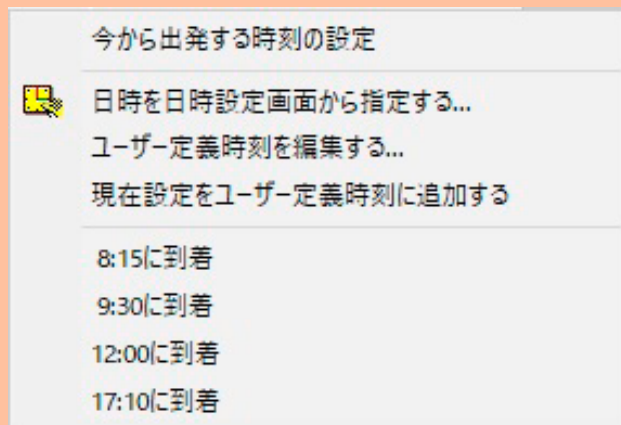 今から出発する時刻の設定
日時を日時設定画面から指定する...
ユーザー定義時刻を編集する...
現在設定をユーザー定義時刻に追加する
8:15に到着
9:30に到着
12:00に到着
17:10に到着